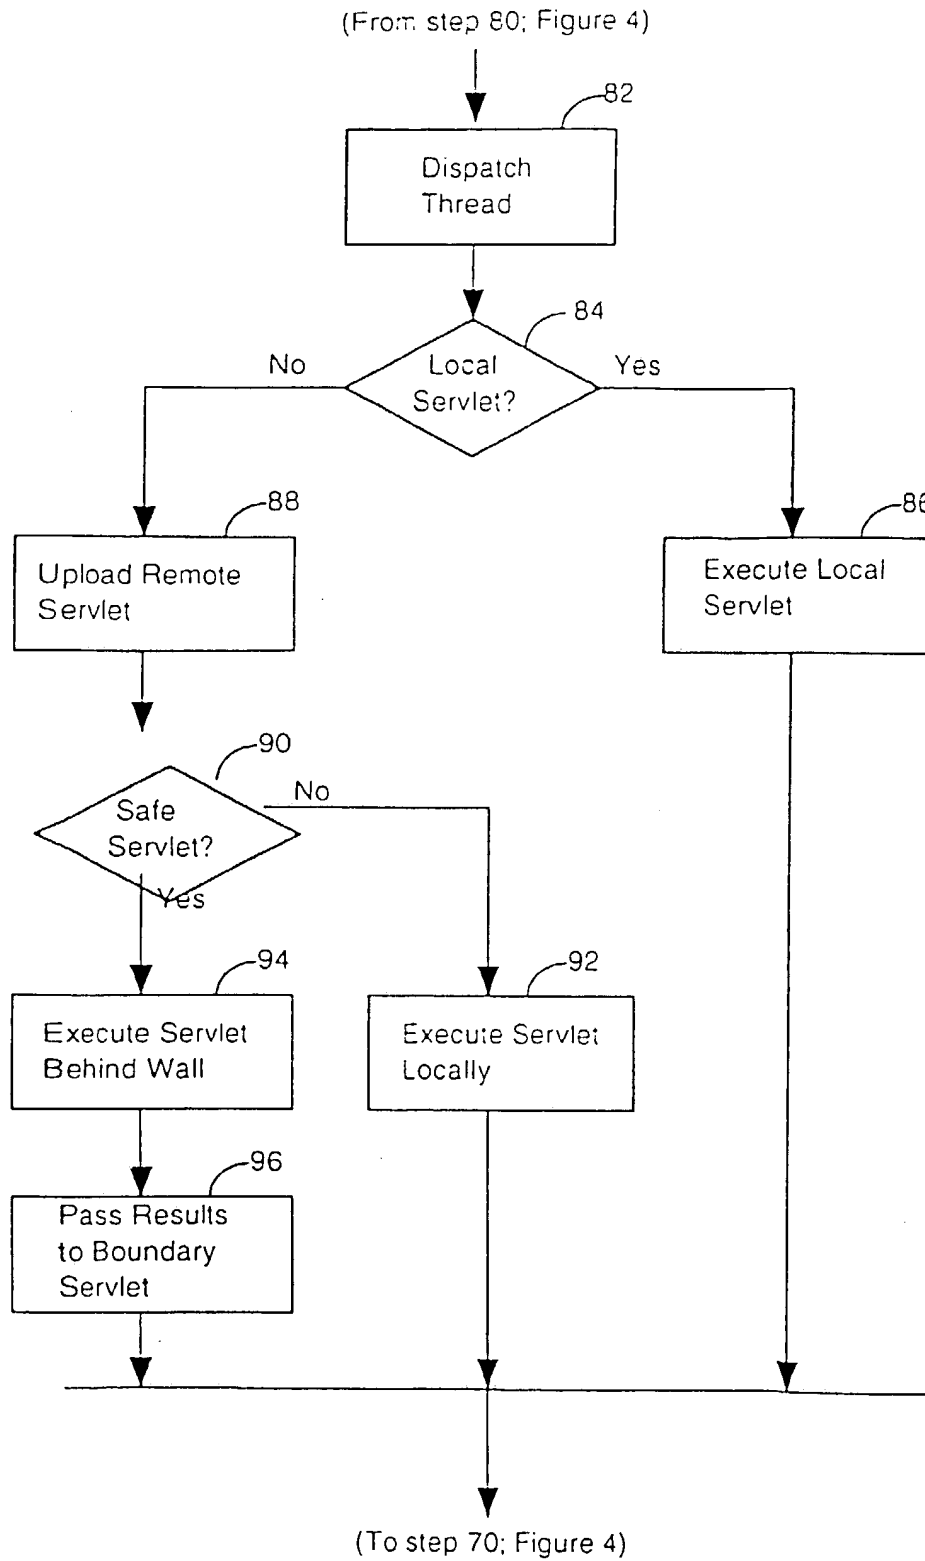 (From step 80; Figure 4)
82
Dispatch
Thread
84
Local
Servlet?
No
Yes
88
86
Upload Remote
Servlet
Execute Local
Servlet
90
Safe
Servlet?
No
Yes
94
92
Execute Servlet
Behind Wall
Execute Servlet
Locally
96
Pass Results
to Boundary
Servlet
(To step 70; Figure 4)